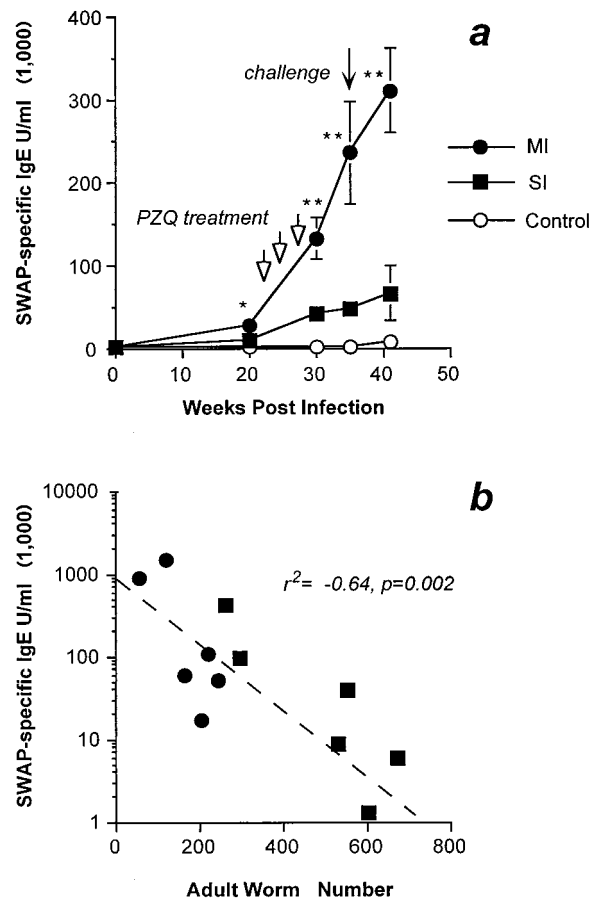 a
SWAP-specific IgE U/ml (1,000)
400
300
200
100
0
challenge
PZQ treatment
*
**
**
**
MI
SI
Control
0 10 20 30 40 50
Weeks Post Infection
b
SWAP-specific IgE U/ml (1,000)
10000
1000
100
10
1
r²= -0.64, p=0.002
0 200 400 600 800
Adult Worm Number